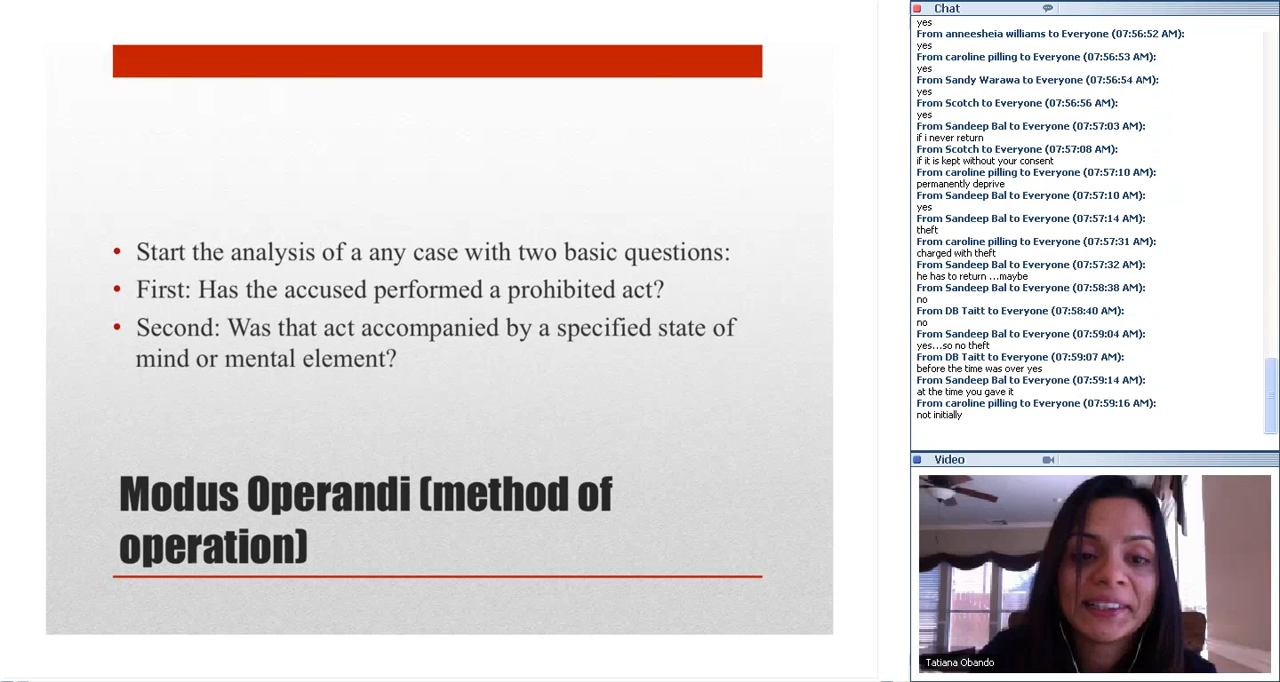 • Start the analysis of a any case with two basic questions:
• First: Has the accused performed a prohibited act?
• Second: Was that act accompanied by a specified state of
mind or mental element?
Modus Operandi (method of
operation)
Chat
yes
From anneesheia williams to Everyone (07:56:52 AM):
yes
From caroline pilling to Everyone (07:56:53 AM):
yes
From Sandy Warawa to Everyone (07:56:54 AM):
yes
From Scotch to Everyone (07:56:56 AM):
yes
From Sandeep Bal to Everyone (07:57:03 AM):
if i never return
From Scotch to Everyone (07:57:08 AM):
if it is kept without your consent
From caroline pilling to Everyone (07:57:10 AM):
permanently deprive
From Sandeep Bal to Everyone (07:57:10 AM):
yes
From Sandeep Bal to Everyone (07:57:14 AM):
theft
From caroline pilling to Everyone (07:57:31 AM):
charged with theft
From Sandeep Bal to Everyone (07:57:32 AM):
he has to return ...maybe
From Sandeep Bal to Everyone (07:58:38 AM):
no
From DB Taitt to Everyone (07:58:40 AM):
no
From Sandeep Bal to Everyone (07:59:04 AM):
yes...so no theft
From DB Taitt to Everyone (07:59:07 AM):
before the time was over yes
From Sandeep Bal to Everyone (07:59:14 AM):
at the time you gave it
From caroline pilling to Everyone (07:59:16 AM):
not initially
Video
Tatiana Obando